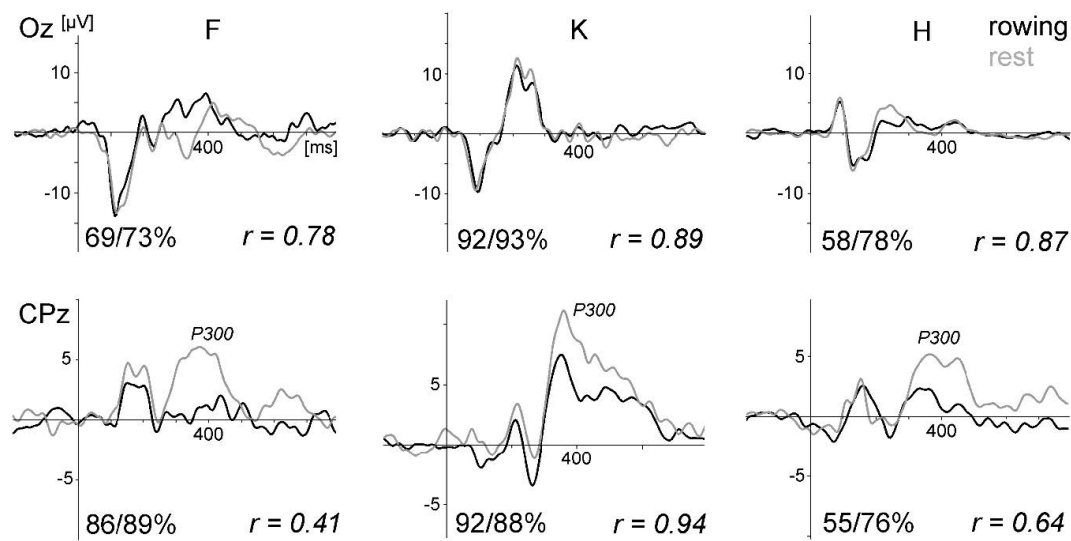 Oz [µV] F K H rowing
rest
10 10 10
400 [ms] 400 400
-10 -10 -10
69/73% r = 0.78 92/93% r = 0.89 58/78% r = 0.87
CPz P300 P300 P300
5 5 5
400 400 400
-5 -5 -5
86/89% r = 0.41 92/88% r = 0.94 55/76% r = 0.64